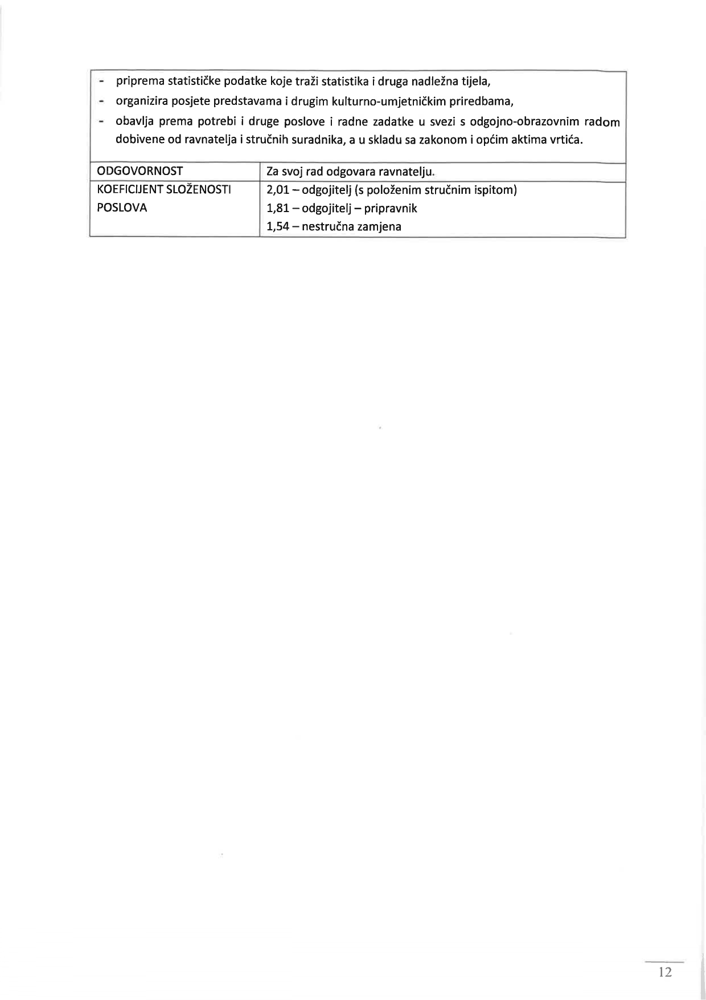 - priprema statističke podatke koje traži statistika i druga nadležna tijela,
- organizira posjete predstavama i drugim kulturno-umjetničkim priredbama,
- obavlja prema potrebi i druge poslove i radne zadatke u svezi s odgojno-obrazovnim radom
dobivene od ravnatelja i stručnih suradnika, a u skladu sa zakonom i općim aktima vrtića.
ODGOVORNOST Za svoj rad odgovara ravnatelju.
KOEFICIJENT SLOŽENOSTI 2,01 – odgojitelj (s položenim stručnim ispitom)
POSLOVA 1,81 – odgojitelj – pripravnik
1,54 – nestručna zamjena
12